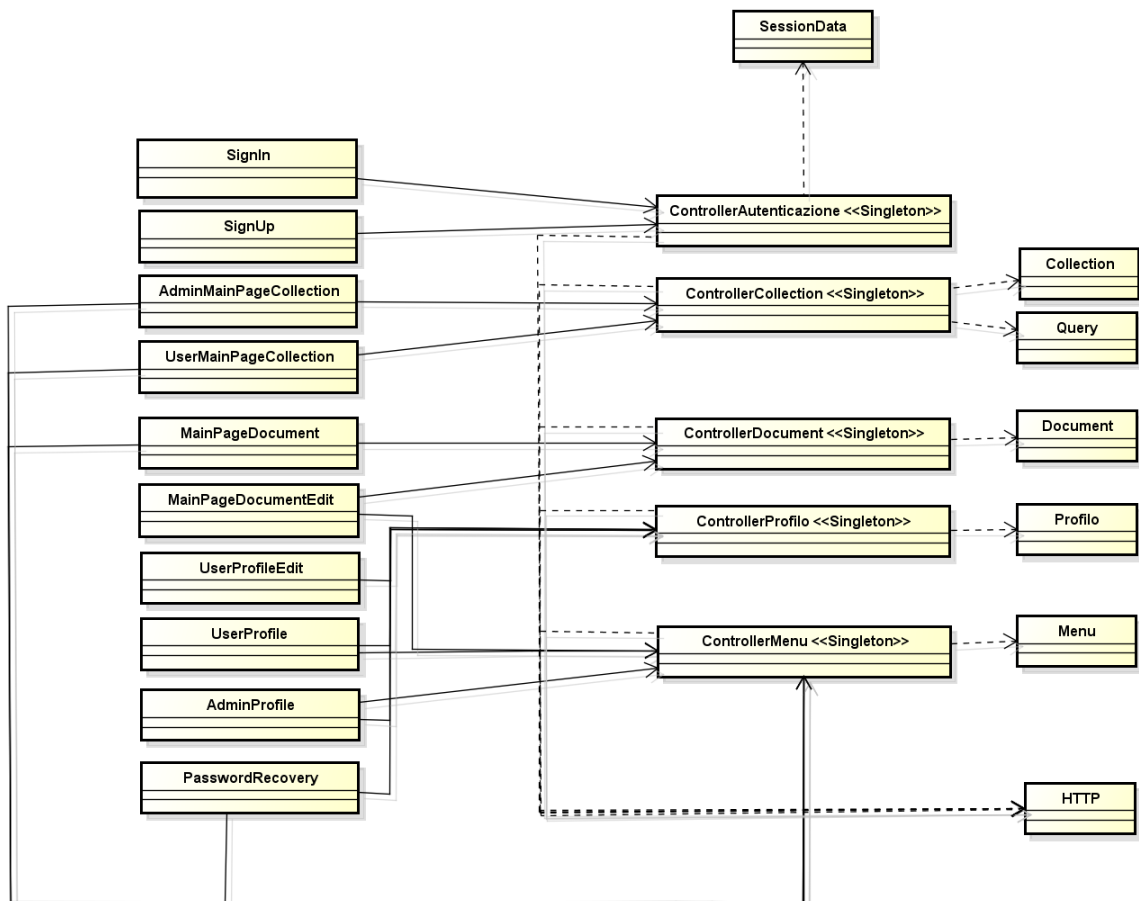 SessionData
SignIn
SignUp
AdminMainPageCollection
UserMainPageCollection
MainPageDocument
MainPageDocumentEdit
UserProfileEdit
UserProfile
AdminProfile
PasswordRecovery
ControllerAutenticazione <<Singleton>>
ControllerCollection <<Singleton>>
ControllerDocument <<Singleton>>
ControllerProfilo <<Singleton>>
ControllerMenu <<Singleton>>
Collection
Query
Document
Profilo
Menu
HTTP